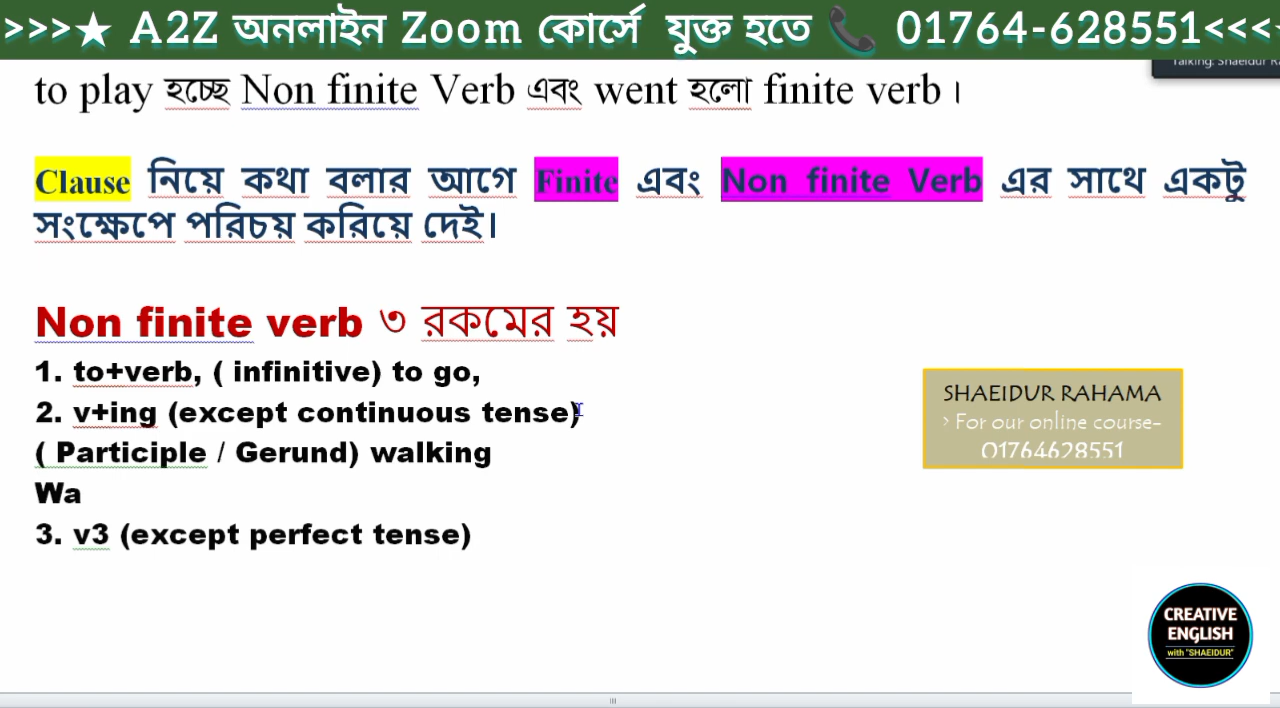 >>>★ A2Z অনলাইন Zoom কোর্সে যুক্ত হতে 📞 01764-628551<<<
Talking: Shaeidur
to play হচ্ছে Non finite Verb এবং went হলো finite verb।
Clause নিয়ে কথা বলার আগে Finite এবং Non finite Verb এর সাথে একটু
সংক্ষেপে পরিচয় করিয়ে দেই।
Non finite verb ৩ রকমের হয়
1. to+verb, ( infinitive) to go,
2. v+ing (except continuous tense)
( Participle / Gerund) walking
Wa
3. v3 (except perfect tense)
SHAEIDUR RAHAMA
> For our online course-
01764628551
CREATIVE
ENGLISH
with "SHAEIDUR"